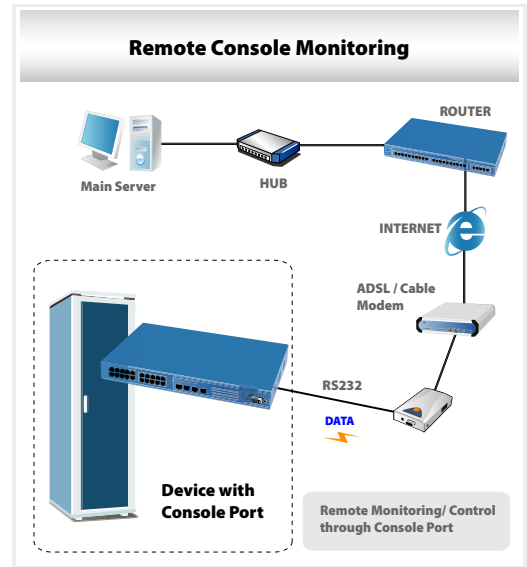 Remote Console Monitoring
ROUTER
Main Server
HUB
INTERNET
ADSL / Cable
Modem
RS232
DATA
Device with
Console Port
Remote Monitoring/ Control
through Console Port